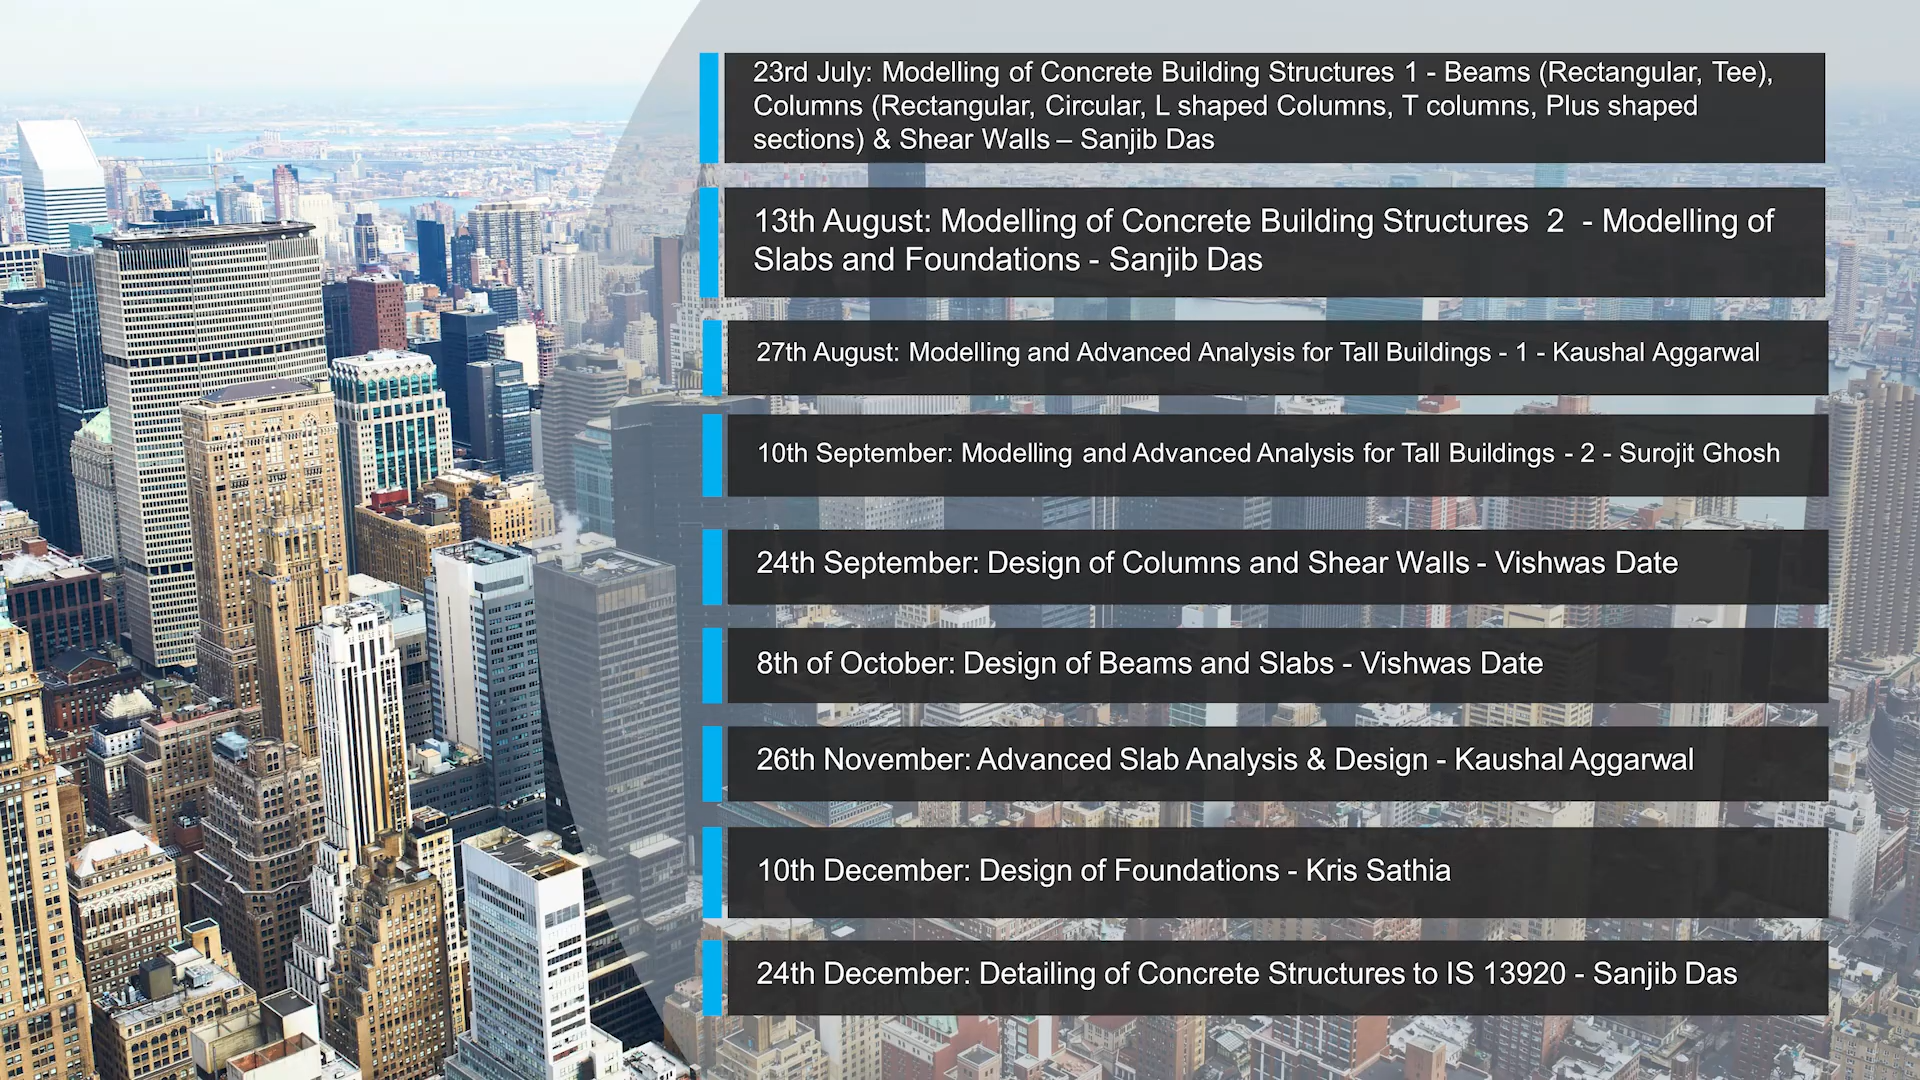 23rd July: Modelling of Concrete Building Structures 1 - Beams (Rectangular, Tee),
Columns (Rectangular, Circular, L shaped Columns, T columns, Plus shaped
sections) & Shear Walls – Sanjib Das
13th August: Modelling of Concrete Building Structures 2 - Modelling of
Slabs and Foundations - Sanjib Das
27th August: Modelling and Advanced Analysis for Tall Buildings - 1 - Kaushal Aggarwal
10th September: Modelling and Advanced Analysis for Tall Buildings - 2 - Surojit Ghosh
24th September: Design of Columns and Shear Walls - Vishwas Date
8th of October: Design of Beams and Slabs - Vishwas Date
26th November: Advanced Slab Analysis & Design - Kaushal Aggarwal
10th December: Design of Foundations - Kris Sathia
24th December: Detailing of Concrete Structures to IS 13920 - Sanjib Das